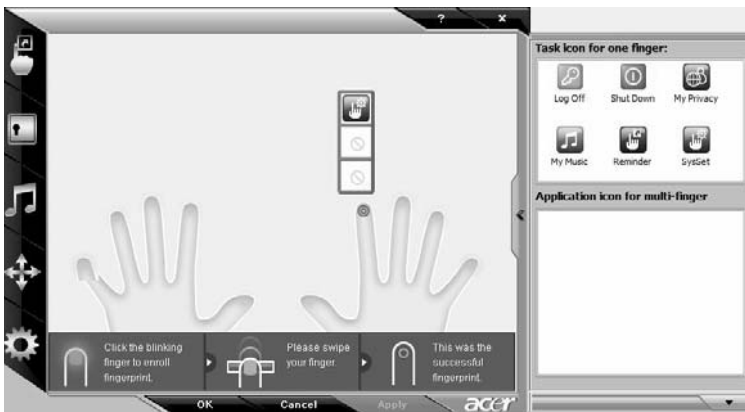 ? x
Task icon for one finger:
Log Off Shut Down My Privacy
My Music Reminder SysSet
Application icon for multi-finger
Click the blinking
finger to enroll
fingerprint.
Please swipe
your finger.
This was the
successful
fingerprint.
OK Cancel Apply acer